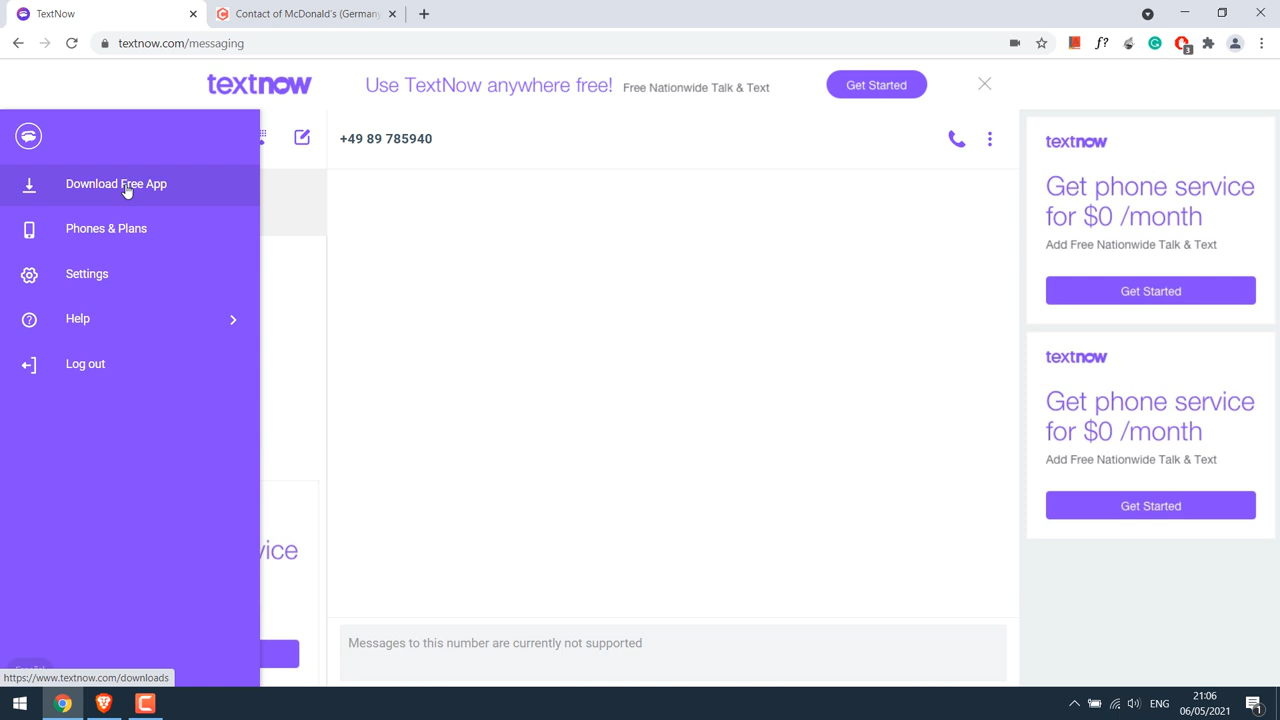 TextNow
Contact of McDonald's (Germany
textnow.com/messaging
3
textnow
Use TextNow anywhere free! Free Nationwide Talk & Text
Get Started
+49 89 785940
Download Free App
Phones & Plans
Settings
Help
Log out
textnow
Get phone service
for $0 /month
Add Free Nationwide Talk & Text
Get Started
textnow
Get phone service
for $0 /month
Add Free Nationwide Talk & Text
Get Started
Messages to this number are currently not supported
https://www.textnow.com/downloads
ENG
21:06
06/05/2021
1